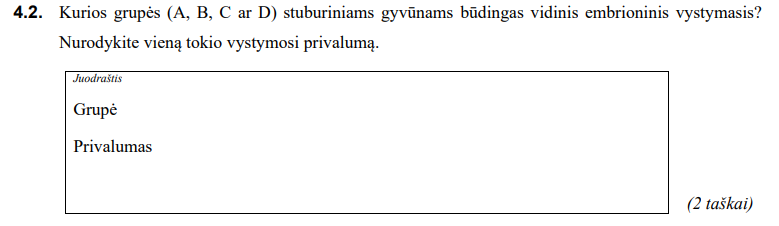 4.2. Kurios grupės (A, B, C ar D) stuburiniams gyvūnams būdingas vidinis embrioninis vystymasis?
Nurodykite vieną tokio vystymosi privalumą.
Juodraštis
Grupė
Privalumas
(2 taškai)